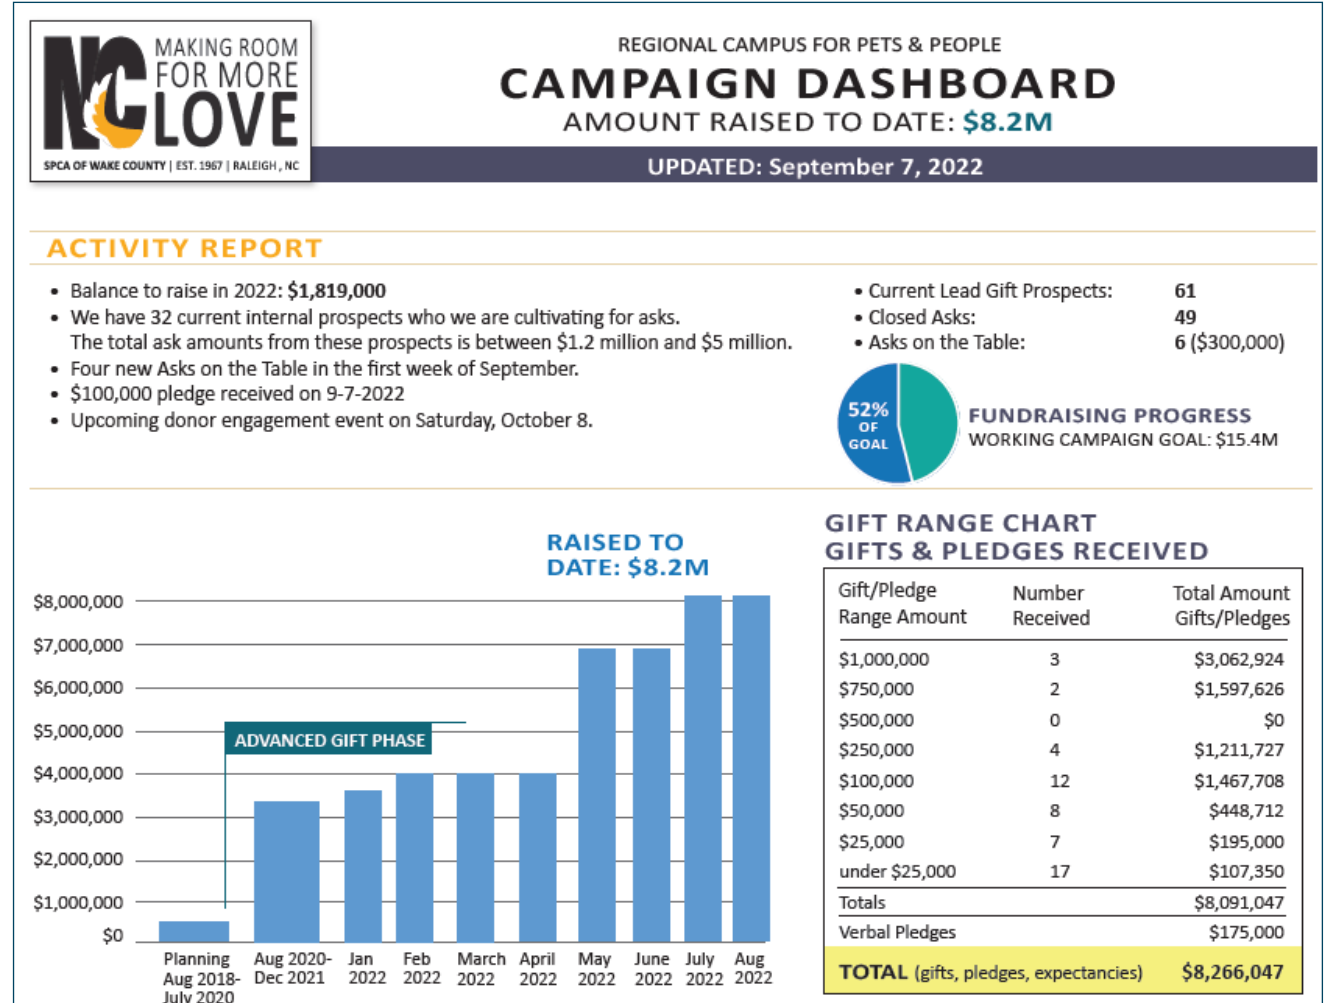 NC MAKING ROOM
FOR MORE
LOVE
SPCA OF WAKE COUNTY | EST. 1967 | RALEIGH, NC
REGIONAL CAMPUS FOR PETS & PEOPLE
CAMPAIGN DASHBOARD
AMOUNT RAISED TO DATE: $8.2M
UPDATED: September 7, 2022
ACTIVITY REPORT
• Balance to raise in 2022: $1,819,000
• We have 32 current internal prospects who we are cultivating for asks.
The total ask amounts from these prospects is between $1.2 million and $5 million.
• Four new Asks on the Table in the first week of September.
• $100,000 pledge received on 9-7-2022
• Upcoming donor engagement event on Saturday, October 8.
• Current Lead Gift Prospects: 61
• Closed Asks: 49
• Asks on the Table: 6 ($300,000)
52%
OF
GOAL
FUNDRAISING PROGRESS
WORKING CAMPAIGN GOAL: $15.4M
RAISED TO
DATE: $8.2M
$8,000,000
$7,000,000
$6,000,000
$5,000,000
$4,000,000
$3,000,000
$2,000,000
$1,000,000
$0
ADVANCED GIFT PHASE
Planning
Aug 2018-
July 2020
Aug 2020-
Dec 2021
Jan
2022
Feb
2022
March
2022
April
2022
May
2022
June
2022
July
2022
Aug
2022
GIFT RANGE CHART
GIFTS & PLEDGES RECEIVED
Gift/Pledge Number Total Amount
Range Amount Received Gifts/Pledges
$1,000,000 3 $3,062,924
$750,000 2 $1,597,626
$500,000 0 $0
$250,000 4 $1,211,727
$100,000 12 $1,467,708
$50,000 8 $448,712
$25,000 7 $195,000
under $25,000 17 $107,350
Totals $8,091,047
Verbal Pledges $175,000
TOTAL (gifts, pledges, expectancies) $8,266,047